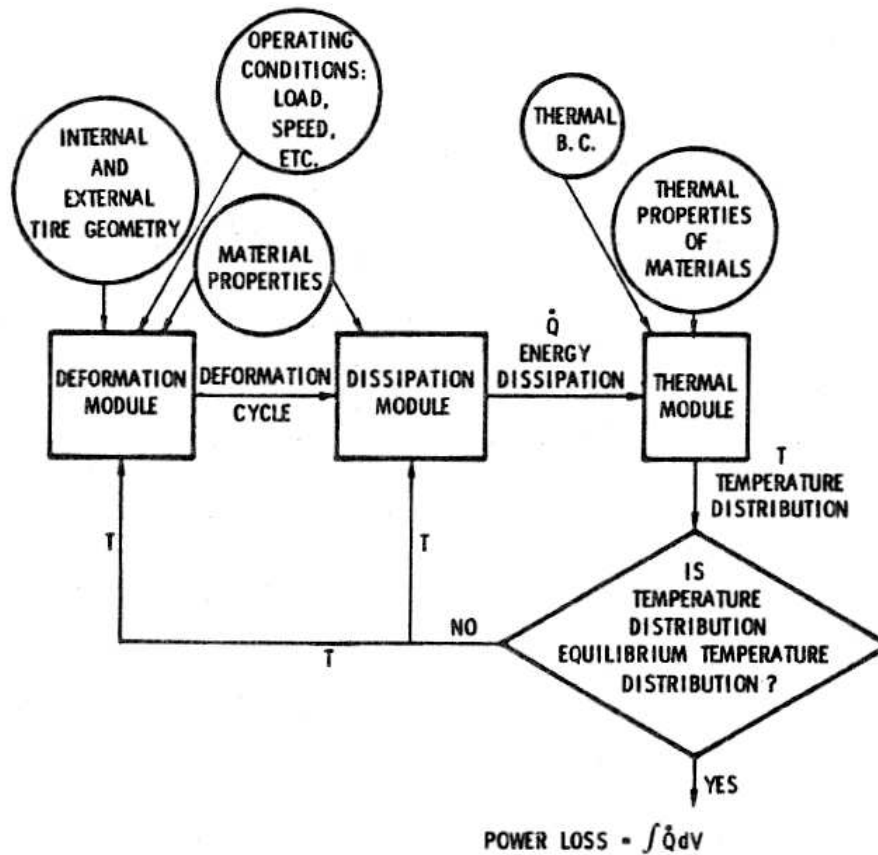 OPERATING
CONDITIONS:
LOAD,
SPEED,
ETC.
INTERNAL
AND
EXTERNAL
TIRE GEOMETRY
MATERIAL
PROPERTIES
THERMAL
B. C.
THERMAL
PROPERTIES
OF
MATERIALS
DEFORMATION
MODULE
DEFORMATION
CYCLE
DISSIPATION
MODULE
Q̇
ENERGY
DISSIPATION
THERMAL
MODULE
T
TEMPERATURE
DISTRIBUTION
T
T
IS
TEMPERATURE
DISTRIBUTION
EQUILIBRIUM TEMPERATURE
DISTRIBUTION ?
NO
T
YES
POWER LOSS = ∫Q̇dV